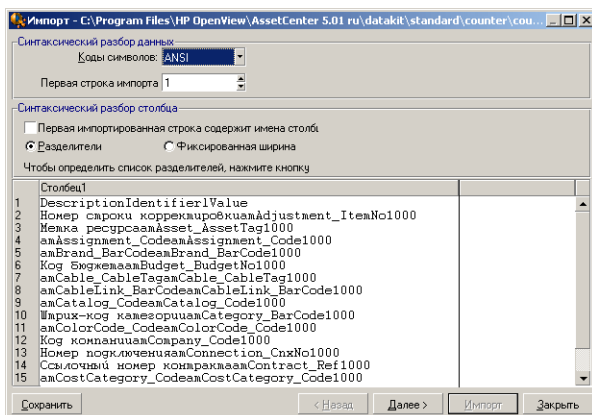 Импорт - C:\Program Files\HP OpenView\AssetCenter 5.01 ru\datakit\standard\counter\cou...
Синтаксический разбор данных
Коды символов: ANSI
Первая строка импорта 1
Синтаксический разбор столбца
Первая импортированная строка содержит имена столбц
Разделители Фиксированная ширина
Чтобы определить список разделителей, нажмите кнопку
Столбец1
1 DescriptionIdentifierlValue
2 Номер строки корректировкиamAdjustment_ItemNo1000
3 Метка ресурсаamAsset_AssetTag1000
4 amAssignment_CodeamAssignment_Code1000
5 amBrand_BarCodeamBrand_BarCode1000
6 Код БюджетаamBudget_BudgetNo1000
7 amCable_CableTagamCable_CableTag1000
8 amCableLink_BarCodeamCableLink_BarCode1000
9 amCatalog_CodeamCatalog_Code1000
10 Штрих-код категорииamCategory_BarCode1000
11 amColorCode_CodeamColorCode_Code1000
12 Код компанииamCompany_Code1000
13 Номер подключенияamConnection_CnxNo1000
14 Ссылочный номер контрактаamContract_Ref1000
15 amCostCategory_CodeamCostCategory_Code1000
Сохранить < Назад Далее > Импорт Закрыть